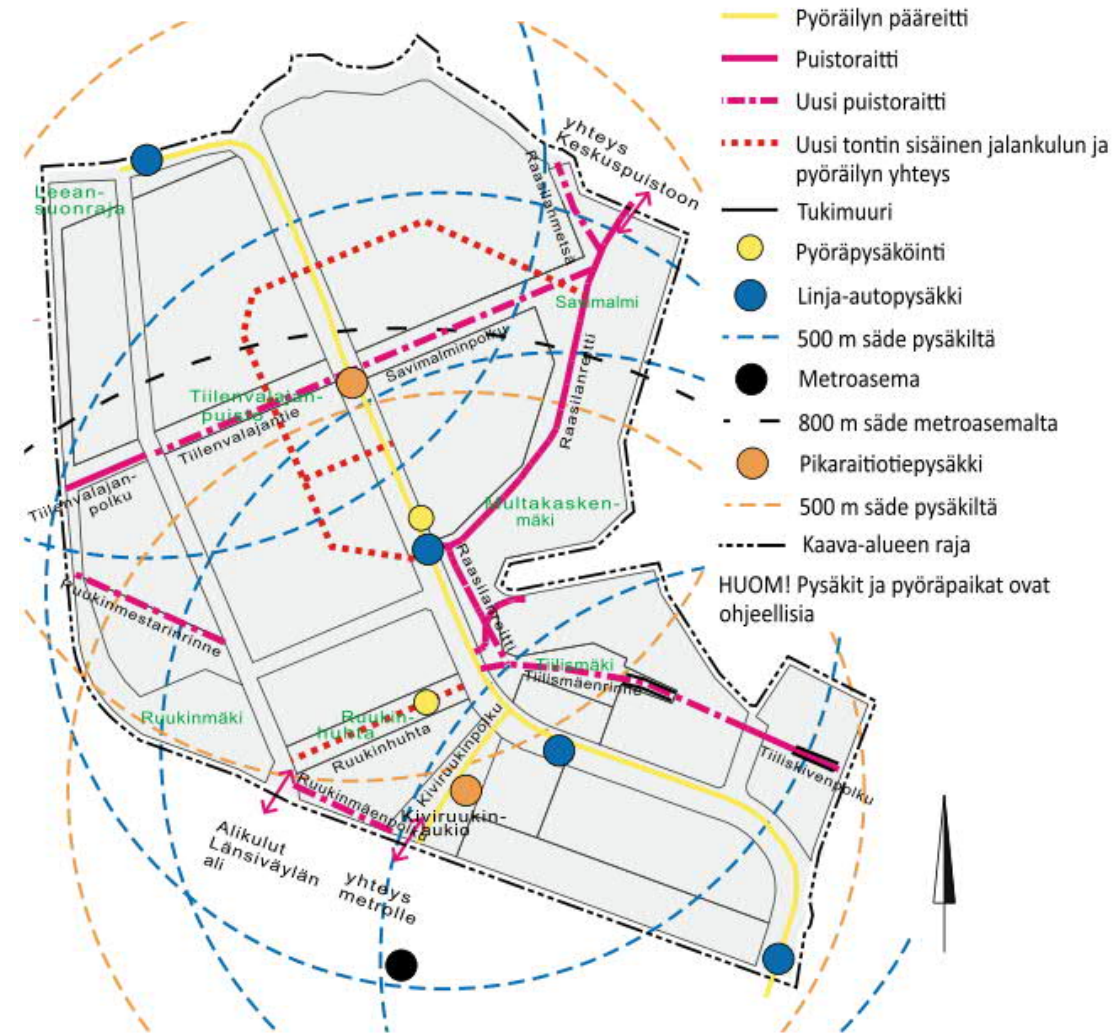 Pyöräilyn pääreitti
Puistoraitti
Uusi puistoraitti
Uusi tontin sisäinen jalankulun ja
pyöräilyn yhteys
Tukimuuri
Pyöräpysäköinti
Linja-autopysäkki
500 m säde pysäkiltä
Metroasema
800 m säde metroasemalta
Pikaraitiotiepysäkki
500 m säde pysäkiltä
Kaava-alueen raja
HUOM! Pysäkit ja pyöräpaikat ovat
ohjeellisia
yhteys
Keskuspuistoon
Raasilanmetsä
Leean-
suonraja
Savimalmi
Savimalminpolku
Raasilanreitti
Tiilenvalajan-
puisto
Tiilenvalajantie
Tiilenvalajan-
polku
Multakasken-
mäki
Raasilanreitti
Ruukinmestarinrinne
Tiilismäki
Tiilismäenrinne
Ruukinmäki
Ruukin-
huhta
Ruukinhuhta
Kiviruukinpolku
Tiiliskivenpolku
Ruukinmäenpolku
Kiviruukin-
aukio
Alikulut
Länsiväylän
ali
yhteys
metrolle